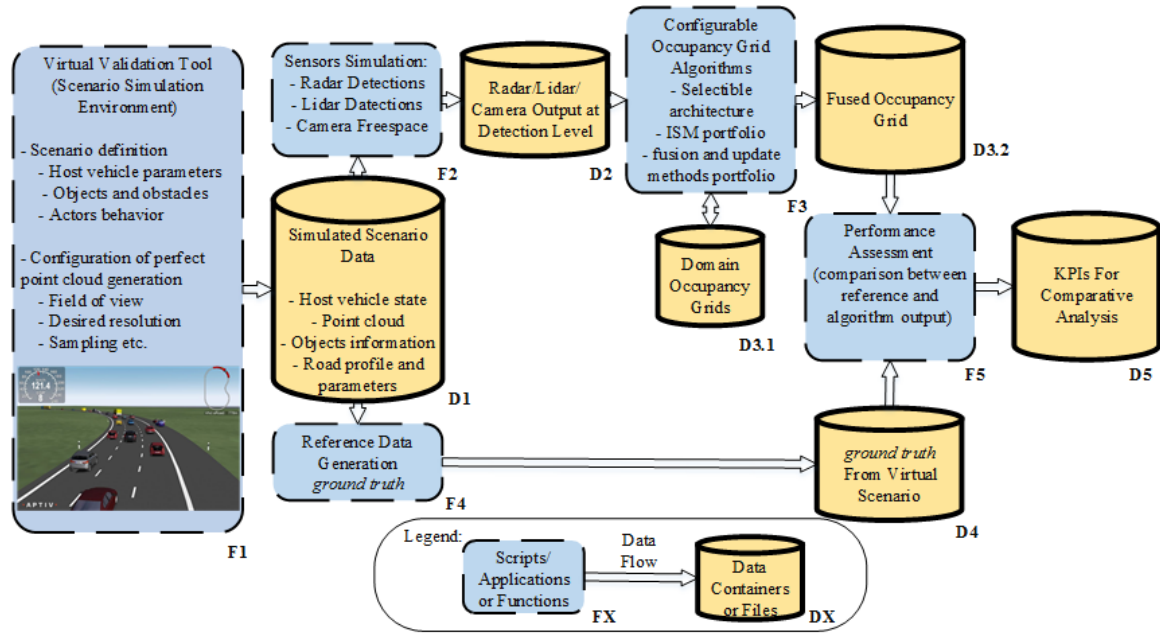 Virtual Validation Tool
(Scenario Simulation
Environment)
- Scenario definition
- Host vehicle parameters
- Objects and obstacles
- Actors behavior
- Configuration of perfect
point cloud generation
- Field of view
- Desired resolution
- Sampling etc.
121.4
8
APTIV
F1
Sensors Simulation:
- Radar Detections
- Lidar Datections
- Camera Freespace
F2
Radar/Lidar/
Camera Output at
Detection Level
D2
Configurable
Occupancy Grid
Algorithms
- Selectible
architecture
- ISM portfolio
- fusion and update
methods portfolio
F3
Fused Occupancy
Grid
D3.2
Simulated Scenario
Data
- Host vehicle state
- Point cloud
- Objects information
- Road profile and
parameters
D1
Domain
Occupancy
Grids
D3.1
Performance
Assessment
(comparison between
reference and
algorithm output)
F5
KPIs For
Comparative
Analysis
D5
Reference Data
Generation
ground truth
F4
ground truth
From Virtual
Scenario
D4
Legend:
Scripts/
Applications
or Functions
FX
Data
Flow
Data
Containers
or Files
DX